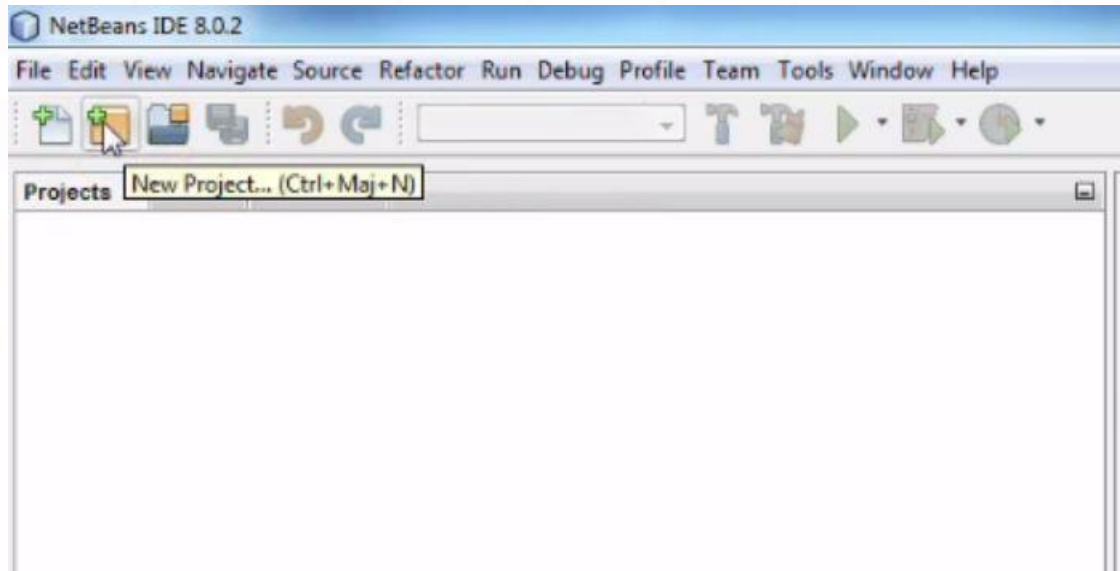 NetBeans IDE 8.0.2
File Edit View Navigate Source Refactor Run Debug Profile Team Tools Window Help
New Project... (Ctrl+Maj+N)
Projects